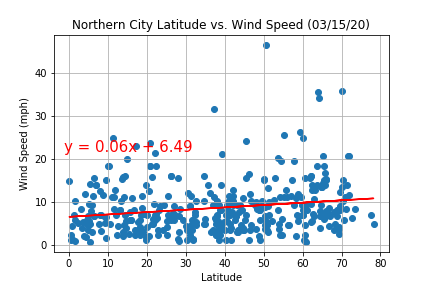 Northern City Latitude vs. Wind Speed (03/15/20)
Wind Speed (mph)
40
30
20
10
0
y = 0.06x + 6.49
0 10 20 30 40 50 60 70 80
Latitude